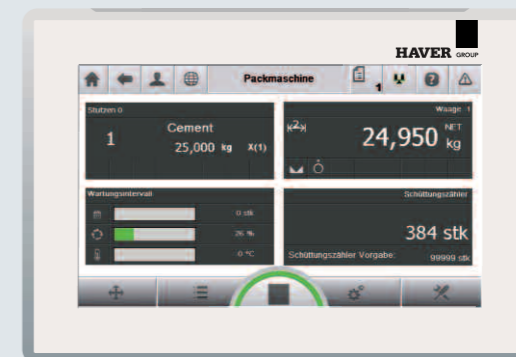 HAVER GROUP
Packmaschine
1
Stutzen 0
1
Cement
25,000 kg X(1)
Waage 1
2
24,950 NET kg
Wartungsintervall
0 stk
26 %
0 °C
Schüttungszähler
384 stk
Schüttungszähler Vorgabe: 99999 stk